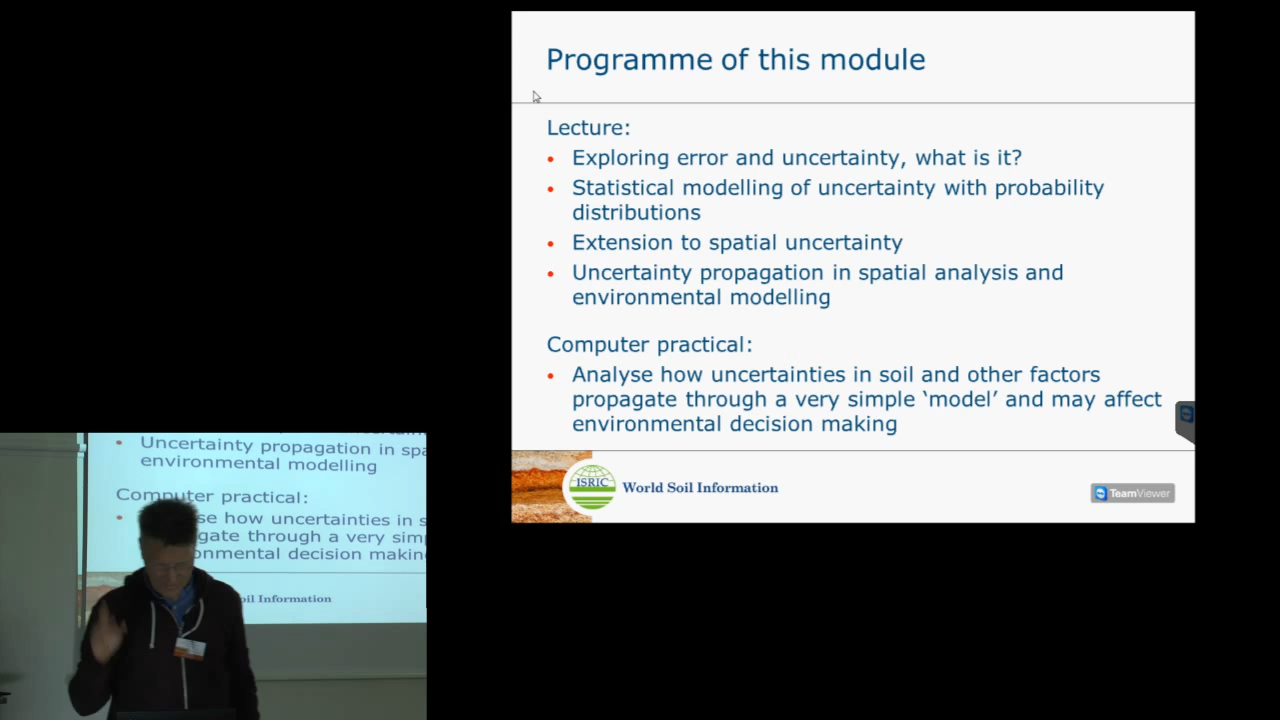 Programme of this module
Lecture:
• Exploring error and uncertainty, what is it?
• Statistical modelling of uncertainty with probability
distributions
• Extension to spatial uncertainty
• Uncertainty propagation in spatial analysis and
environmental modelling
Computer practical:
• Analyse how uncertainties in soil and other factors
propagate through a very simple ‘model’ and may affect
environmental decision making
ISRIC World Soil Information
TeamViewer
• Uncertainty propagation in spa
environmental modelling
Computer practical:
• se how uncertainties in s
gate through a very simp
onmental decision making
oil Information